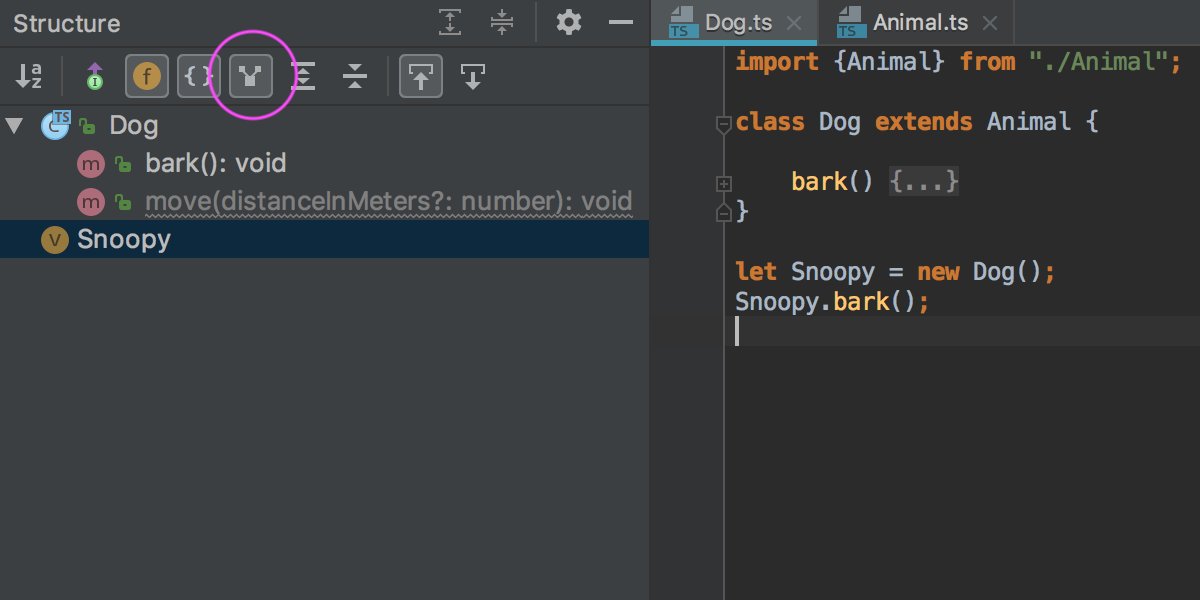 Structure
Dog
bark(): void
move(distanceInMeters?: number): void
Snoopy
Dog.ts
Animal.ts
import {Animal} from "./Animal";
class Dog extends Animal {
bark() {...}
}
let Snoopy = new Dog();
Snoopy.bark();